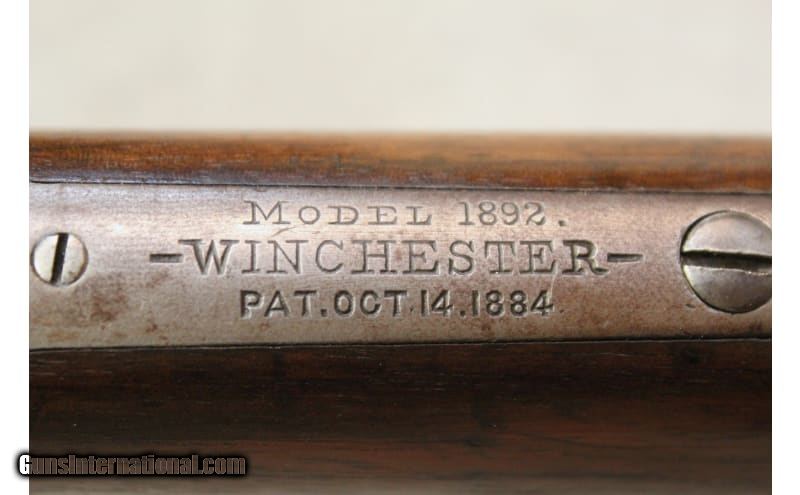 MODEL 1892.
-WINCHESTER-
PAT. OCT. 14. 1884.
GunsInternational.com